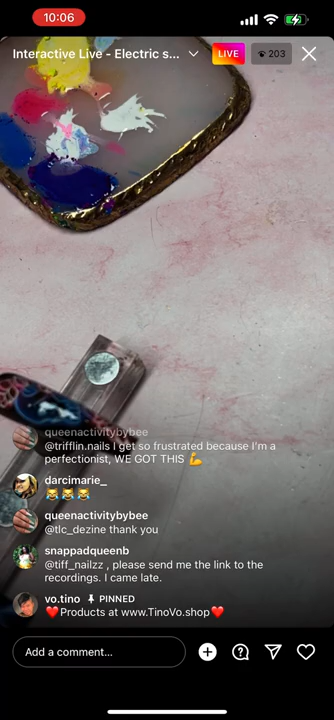 10:06
Interactive Live - Electric s...
LIVE
203
queenactivitybybee
@trifflin.nails I get so frustrated because I'm a
perfectionist, WE GOT THIS 💪
darcimarie_
😹😹😹
queenactivitybybee
@tlc_dezine thank you
snappadqueenb
@tiff_nailzz , please send me the link to the
recordings. I came late.
vo.tino PINNED
❤️Products at www.TinoVo.shop❤️
Add a comment...